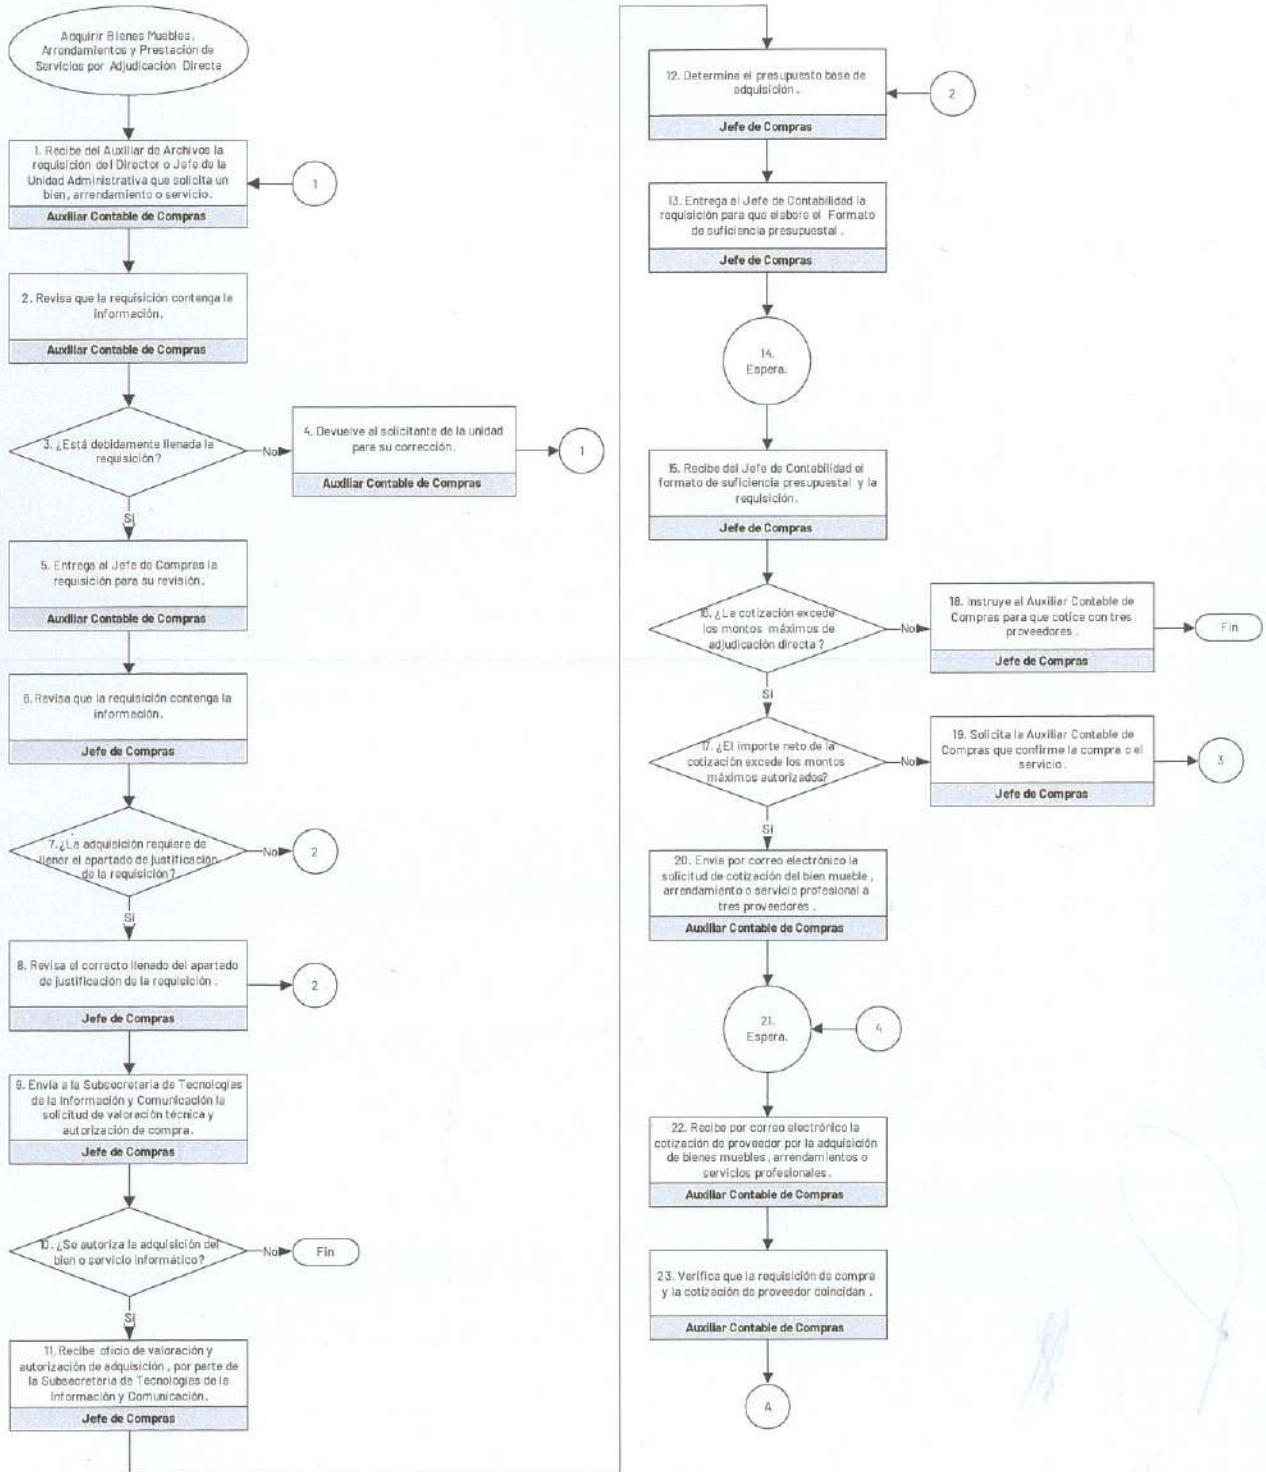 Adquirir Bienes Muebles,
Arrendamientos y Prestación de
Servicios por Adjudicación Directa
1. Recibe del Auxiliar de Archivos la
requisición del Director o Jefe de la
Unidad Administrativa que solicita un
bien, arrendamiento o servicio.
Auxiliar Contable de Compras
1
2. Revisa que la requisición contenga la
información.
Auxiliar Contable de Compras
3. ¿Está debidamente llenada la
requisición?
No
4. Devuelve al solicitante de la unidad
para su corrección.
Auxiliar Contable de Compras
1
Sí
5. Entrega al Jefe de Compras la
requisición para su revisión.
Auxiliar Contable de Compras
6. Revisa que la requisición contenga la
información.
Jefe de Compras
7. ¿La adquisición requiere de
llenar el apartado de justificación
de la requisición?
No
2
Sí
8. Revisa el correcto llenado del apartado
de justificación de la requisición .
Jefe de Compras
2
9. Envía a la Subsecretaría de Tecnologías
de la Información y Comunicación la
solicitud de valoración técnica y
autorización de compra.
Jefe de Compras
10. ¿Se autoriza la adquisición del
bien o servicio informático?
No
Fin
Sí
11. Recibe oficio de valoración y
autorización de adquisición , por parte de
la Subsecretaría de Tecnologías de la
Información y Comunicación.
Jefe de Compras
12. Determina el presupuesto base de
adquisición .
Jefe de Compras
2
13. Entrega al Jefe de Contabilidad la
requisición para que elabore el Formato
de suficiencia presupuestal .
Jefe de Compras
14.
Espera.
15. Recibe del Jefe de Contabilidad el
formato de suficiencia presupuestal y la
requisición.
Jefe de Compras
16. ¿La cotización excede
los montos máximos de
adjudicación directa ?
No
18. Instruye al Auxiliar Contable de
Compras para que cotice con tres
proveedores .
Jefe de Compras
Fin
Sí
17. ¿El importe neto de la
cotización excede los montos
máximos autorizados?
No
19. Solicita la Auxiliar Contable de
Compras que confirme la compra o el
servicio .
Jefe de Compras
3
Sí
20. Envía por correo electrónico la
solicitud de cotización del bien mueble ,
arrendamiento o servicio profesional a
tres proveedores .
Auxiliar Contable de Compras
21.
Espera.
4
22. Recibe por correo electrónico la
cotización de proveedor por la adquisición
de bienes muebles , arrendamientos o
servicios profesionales .
Auxiliar Contable de Compras
23. Verifica que la requisición de compra
y la cotización de proveedor coincidan .
Auxiliar Contable de Compras
A